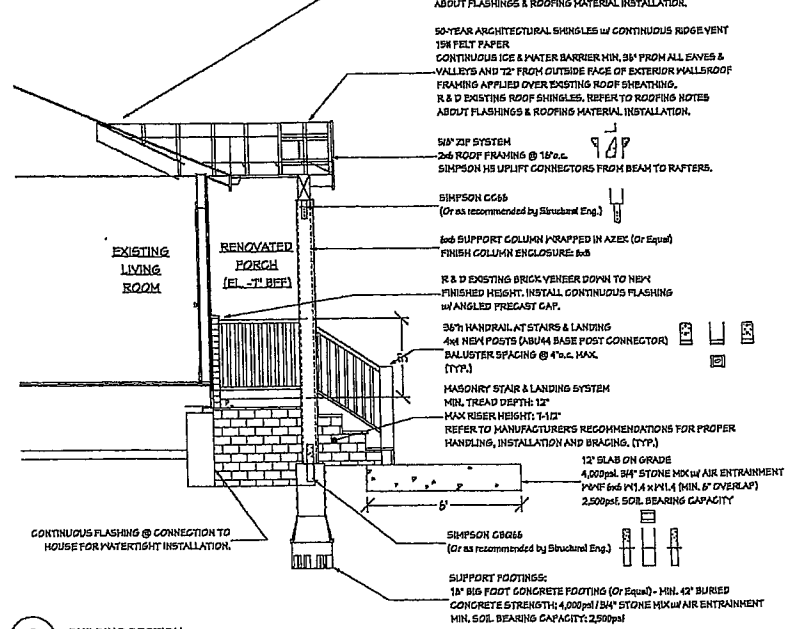 ABOUT FLASHINGS & ROOFING MATERIAL INSTALLATION.
50-YEAR ARCHITECTURAL SHINGLES w/ CONTINUOUS RIDGE VENT
15# FELT PAPER
CONTINUOUS ICE & WATER BARRIER MIN. 36" FROM ALL EAVES &
VALLEYS AND 72" FROM OUTSIDE FACE OF EXTERIOR WALLSROOF
FRAMING APPLIED OVER EXISTING ROOF SHEATHING.
R & D EXISTING ROOF SHINGLES. REFER TO ROOFING NOTES
ABOUT FLASHINGS & ROOFING MATERIAL INSTALLATION.
5/8" ZIP SYSTEM
2x6 ROOF FRAMING @ 16"o.c.
SIMPSON H8 UPLIFT CONNECTORS FROM BEAM TO RAFTERS.
SIMPSON CC66
(Or as recommended by Structural Eng.)
6x6 SUPPORT COLUMN WRAPPED IN AZEK (Or Equal)
FINISH COLUMN ENCLOSURE: 8x8
EXISTING
LIVING
ROOM
RENOVATED
PORCH
(EL. -7" BFF)
R & D EXISTING BRICK VENEER DOWN TO NEW
FINISHED HEIGHT. INSTALL CONTINUOUS FLASHING
w/ ANGLED PRECAST CAP.
36"h HANDRAIL AT STAIRS & LANDING
4x4 NEW POSTS (ABU44 BASE POST CONNECTOR)
BALUSTER SPACING @ 4"o.c. MAX.
(TYP.)
MASONRY STAIR & LANDING SYSTEM
MIN. TREAD DEPTH: 12"
MAX RISER HEIGHT: 7-1/2"
REFER TO MANUFACTURER'S RECOMMENDATIONS FOR PROPER
HANDLING, INSTALLATION AND BRACING. (TYP.)
12" SLAB ON GRADE
4,000psi. 3/4" STONE MIX w/ AIR ENTRAINMENT
WWF 6x6 W1.4 x W1.4 (MIN. 6" OVERLAP)
2,500psf. SOIL BEARING CAPACITY
6'
CONTINUOUS FLASHING @ CONNECTION TO
HOUSE FOR WATERTIGHT INSTALLATION.
SIMPSON CBQ66
(Or as recommended by Structural Eng.)
SUPPORT FOOTINGS:
18" BIG FOOT CONCRETE FOOTING (Or Equal) - MIN. 42" BURIED
CONCRETE STRENGTH: 4,000psi / 3/4" STONE MIX w/ AIR ENTRAINMENT
MIN. SOIL BEARING CAPACITY: 2,500psf